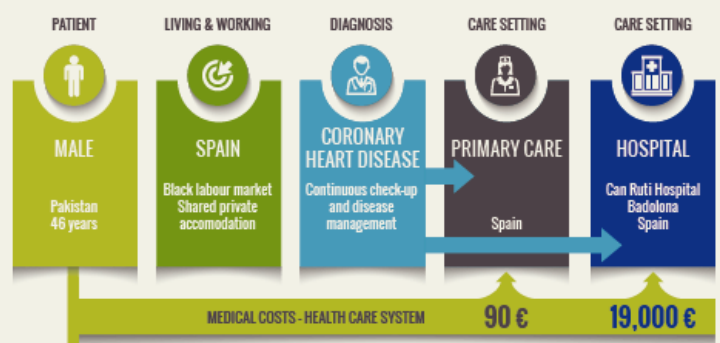 PATIENT
LIVING & WORKING
DIAGNOSIS
CARE SETTING
CARE SETTING
MALE
Pakistan
46 years
SPAIN
Black labour market
Shared private
accomodation
CORONARY
HEART DISEASE
Continuous check-up
and disease
management
PRIMARY CARE
Spain
HOSPITAL
Can Ruti Hospital
Badolona
Spain
MEDICAL COSTS - HEALTH CARE SYSTEM
90 €
19,000 €